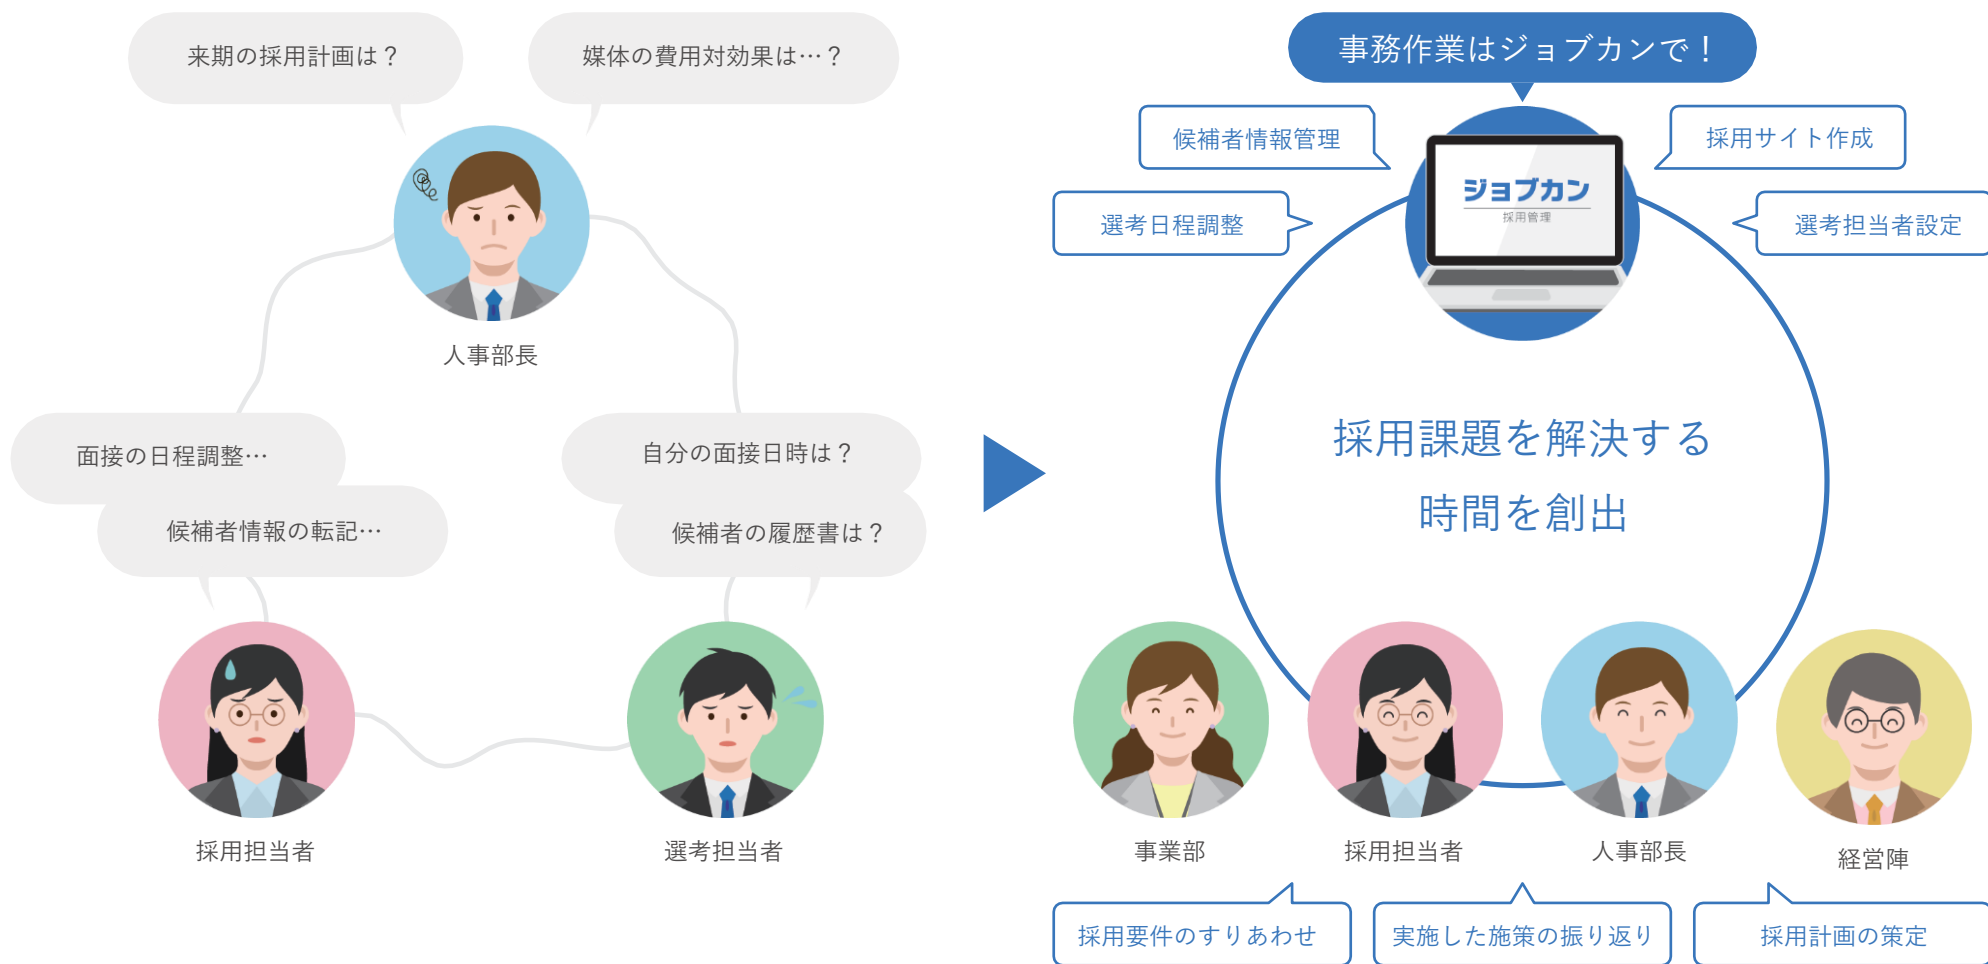 来期の採用計画は？
媒体の費用対効果は…？
人事部長
面接の日程調整…
候補者情報の転記…
自分の面接日時は？
候補者の履歴書は？
採用担当者
選考担当者
事務作業はジョブカンで！
候補者情報管理
採用サイト作成
選考日程調整
選考担当者設定
ジョブカン
採用管理
採用課題を解決する
時間を創出
事業部
採用担当者
人事部長
経営陣
採用要件のすりあわせ
実施した施策の振り返り
採用計画の策定